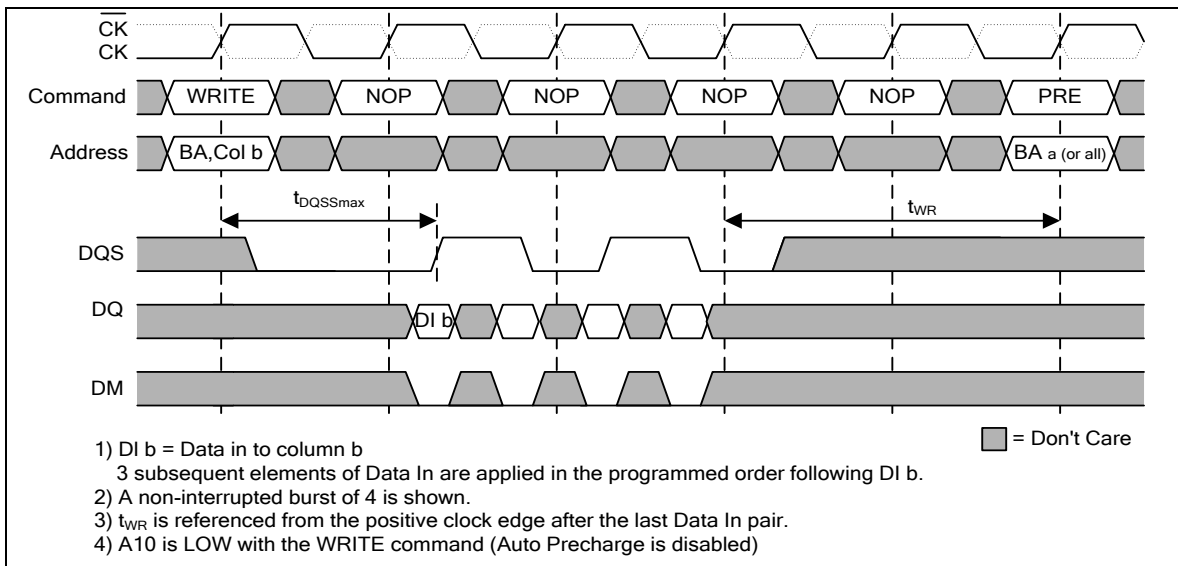 CK
CK
Command WRITE NOP NOP NOP NOP PRE
Address BA,Col b BA a (or all)
tDQSSmax tWR
DQS
DQ DI b
DM
1) DI b = Data in to column b
3 subsequent elements of Data In are applied in the programmed order following DI b.
2) A non-interrupted burst of 4 is shown.
3) tWR is referenced from the positive clock edge after the last Data In pair.
4) A10 is LOW with the WRITE command (Auto Precharge is disabled)
= Don't Care